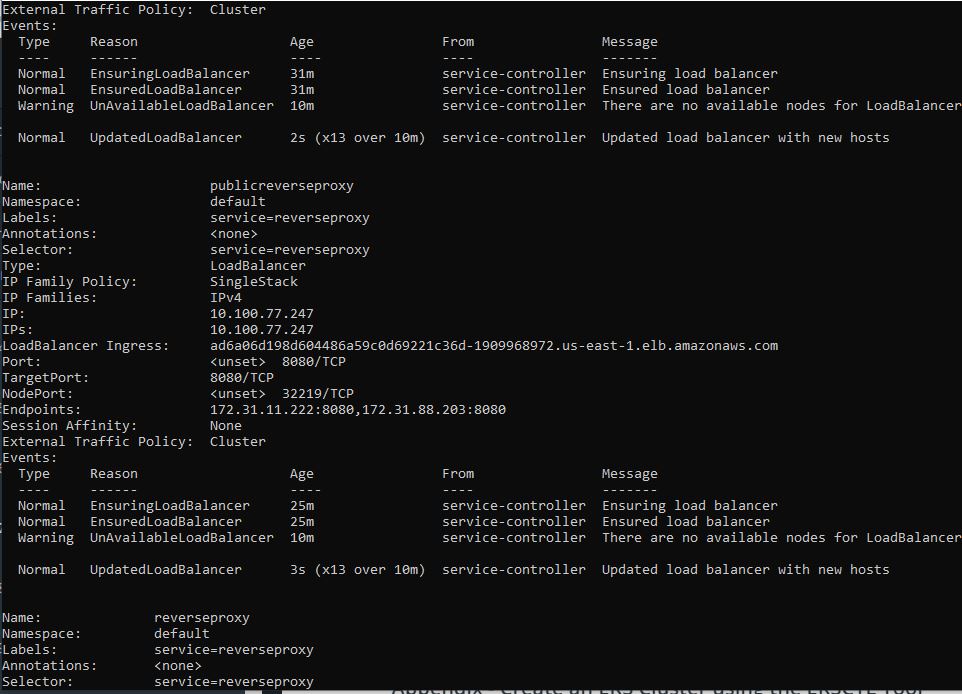 External Traffic Policy:  Cluster
Events:
  Type     Reason                   Age                  From                Message
  ----     ------                   ----                 ----                -------
  Normal   EnsuringLoadBalancer     31m                  service-controller  Ensuring load balancer
  Normal   EnsuredLoadBalancer      31m                  service-controller  Ensured load balancer
  Warning  UnAvailableLoadBalancer  10m                  service-controller  There are no available nodes for LoadBalancer
  Normal   UpdatedLoadBalancer      2s (x13 over 10m)    service-controller  Updated load balancer with new hosts
Name:                     publicreverseproxy
Namespace:                default
Labels:                   service=reverseproxy
Annotations:              <none>
Selector:                 service=reverseproxy
Type:                     LoadBalancer
IP Family Policy:         SingleStack
IP Families:              IPv4
IP:                       10.100.77.247
IPs:                      10.100.77.247
LoadBalancer Ingress:     ad6a06d198d604486a59c0d69221c36d-1909968972.us-east-1.elb.amazonaws.com
Port:                     <unset>  8080/TCP
TargetPort:               8080/TCP
NodePort:                 <unset>  32219/TCP
Endpoints:                172.31.11.222:8080,172.31.88.203:8080
Session Affinity:         None
External Traffic Policy:  Cluster
Events:
  Type     Reason                   Age                  From                Message
  ----     ------                   ----                 ----                -------
  Normal   EnsuringLoadBalancer     25m                  service-controller  Ensuring load balancer
  Normal   EnsuredLoadBalancer      25m                  service-controller  Ensured load balancer
  Warning  UnAvailableLoadBalancer  10m                  service-controller  There are no available nodes for LoadBalancer
  Normal   UpdatedLoadBalancer      3s (x13 over 10m)    service-controller  Updated load balancer with new hosts
Name:              reverseproxy
Namespace:         default
Labels:            service=reverseproxy
Annotations:       <none>
Selector:          service=reverseproxy